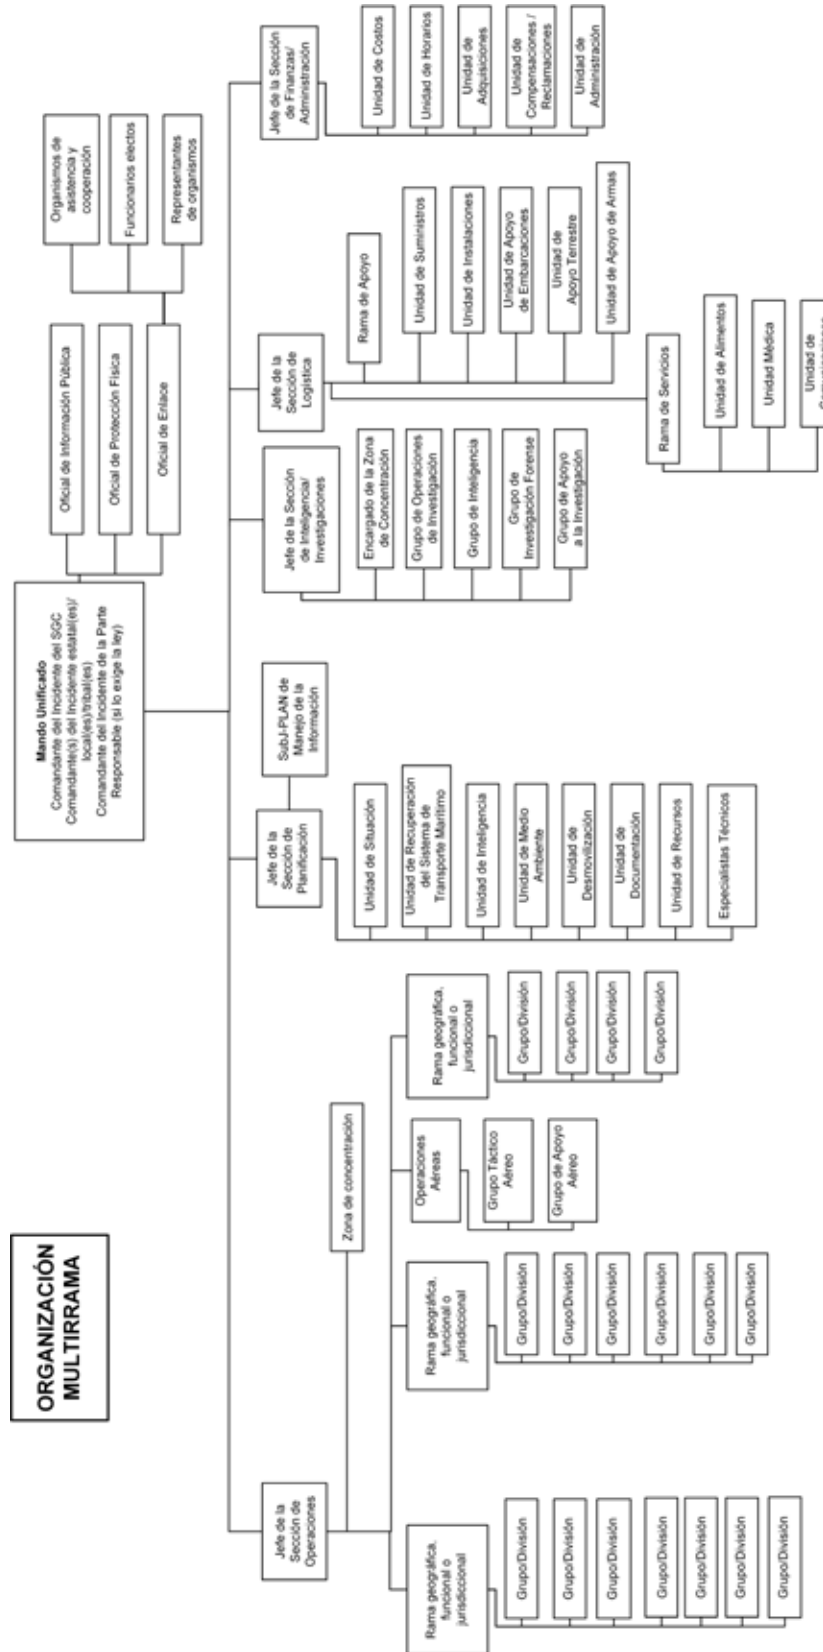 ORGANIZACIÓN
MULTIRRAMA
Mando Unificado
Comandante del Incidente del SGC
Comandante(s) del Incidente estatal(es)/
local(es)/tribal(es)
Comandante del Incidente de la Parte
Responsable (si lo exige la ley)
Oficial de Información Pública
Oficial de Protección Física
Oficial de Enlace
Organismos de
asistencia y
cooperación
Funcionarios electos
Representantes
de organismos
Jefe de la
Sección de
Operaciones
Zona de concentración
Rama geográfica,
funcional o
jurisdiccional
Grupo/División
Grupo/División
Grupo/División
Grupo/División
Grupo/División
Grupo/División
Grupo/División
Rama geográfica,
funcional o
jurisdiccional
Grupo/División
Grupo/División
Grupo/División
Grupo/División
Grupo/División
Grupo/División
Operaciones
Aéreas
Grupo Táctico
Aéreo
Grupo de Apoyo
Aéreo
Rama geográfica,
funcional o
jurisdiccional
Grupo/División
Grupo/División
Grupo/División
Grupo/División
Jefe de la
Sección de
Planificación
SubJ-PLAN de
Manejo de la
Información
Unidad de Situación
Unidad de Recuperación
del Sistema de
Transporte Marítimo
Unidad de Inteligencia
Unidad de Medio
Ambiente
Unidad de
Desmovilización
Unidad de
Documentación
Unidad de Recursos
Especialistas Técnicos
Jefe de la Sección
de Inteligencia/
Investigaciones
Encargado de la Zona
de Concentración
Grupo de Operaciones
de Investigación
Grupo de Inteligencia
Grupo de
Investigación Forense
Grupo de Apoyo
a la Investigación
Jefe de la
Sección de
Logística
Rama de Apoyo
Unidad de Suministros
Unidad de Instalaciones
Unidad de Apoyo
de Embarcaciones
Unidad de
Apoyo Terrestre
Unidad de Apoyo de Armas
Rama de Servicios
Unidad de Alimentos
Unidad Médica
Unidad de
Jefe de la Sección
de Finanzas/
Administración
Unidad de Costos
Unidad de Horarios
Unidad de
Adquisiciones
Unidad de
Compensaciones /
Reclamaciones
Unidad de
Administración